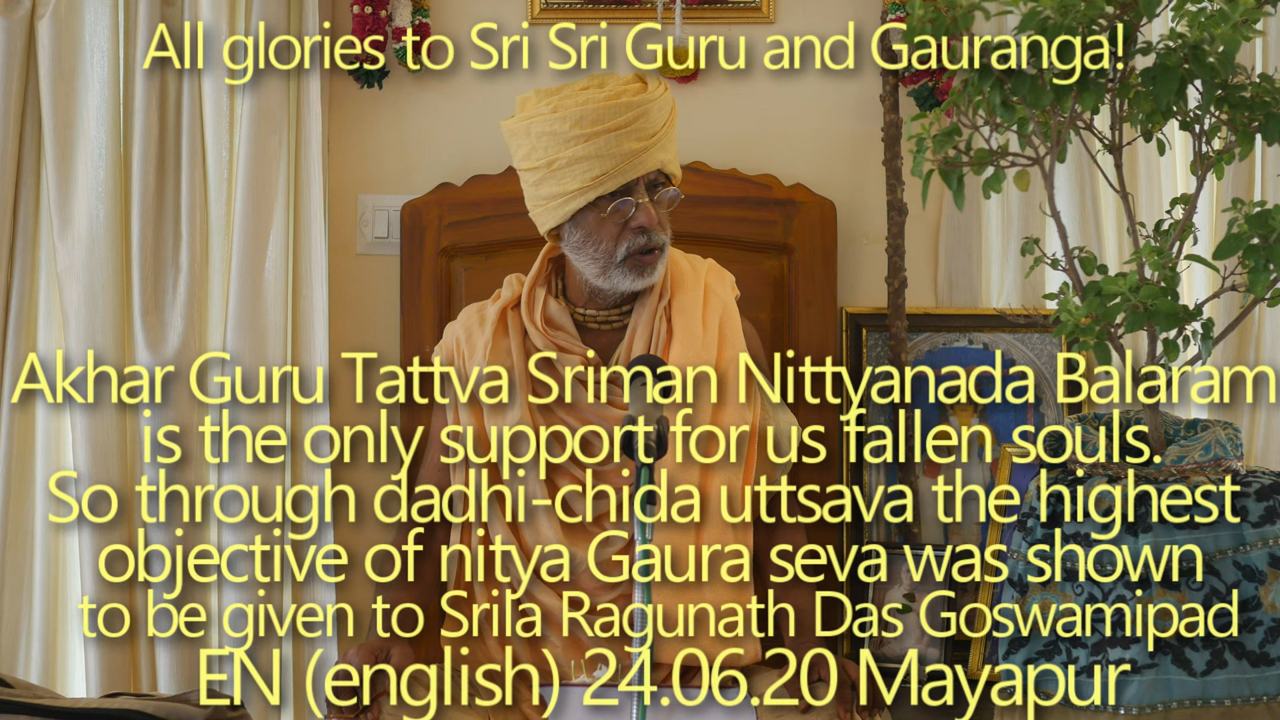 All glories to Sri Sri Guru and Gauranga!
Akhar Guru Tattva Sriman Nittyanada Balaram
is the only support for us fallen souls.
So through dadhi-chida uttsava the highest
objective of nitya Gaura seva was shown
to be given to Srila Ragunath Das Goswamipad
EN (english) 24.06.20 Mayapur